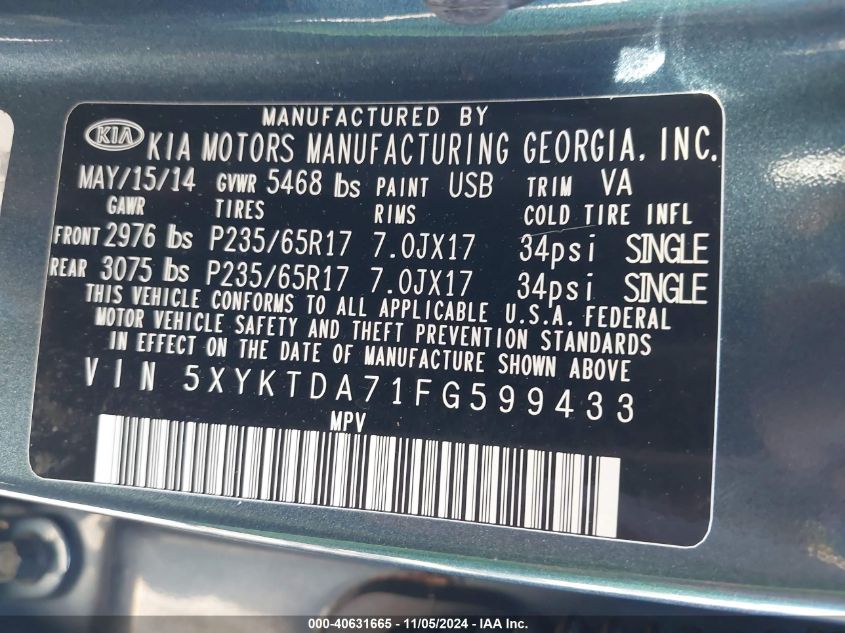 MANUFACTURED BY
KIA KIA MOTORS MANUFACTURING GEORGIA, INC.
MAY/15/14 GVWR 5468 lbs PAINT USB TRIM VA
GAWR TIRES RIMS COLD TIRE INFL
FRONT 2976 lbs P235/65R17 7.0JX17 34psi SINGLE
REAR 3075 lbs P235/65R17 7.0JX17 34psi SINGLE
THIS VEHICLE CONFORMS TO ALL APPLICABLE U.S.A. FEDERAL
MOTOR VEHICLE SAFETY AND THEFT PREVENTION STANDARDS
IN EFFECT ON THE DATE OF MANUFACTURE SHOWN ABOVE
VIN 5XYKTDA71FG599433
MPV
000-40631665 - 11/05/2024 - IAA Inc.